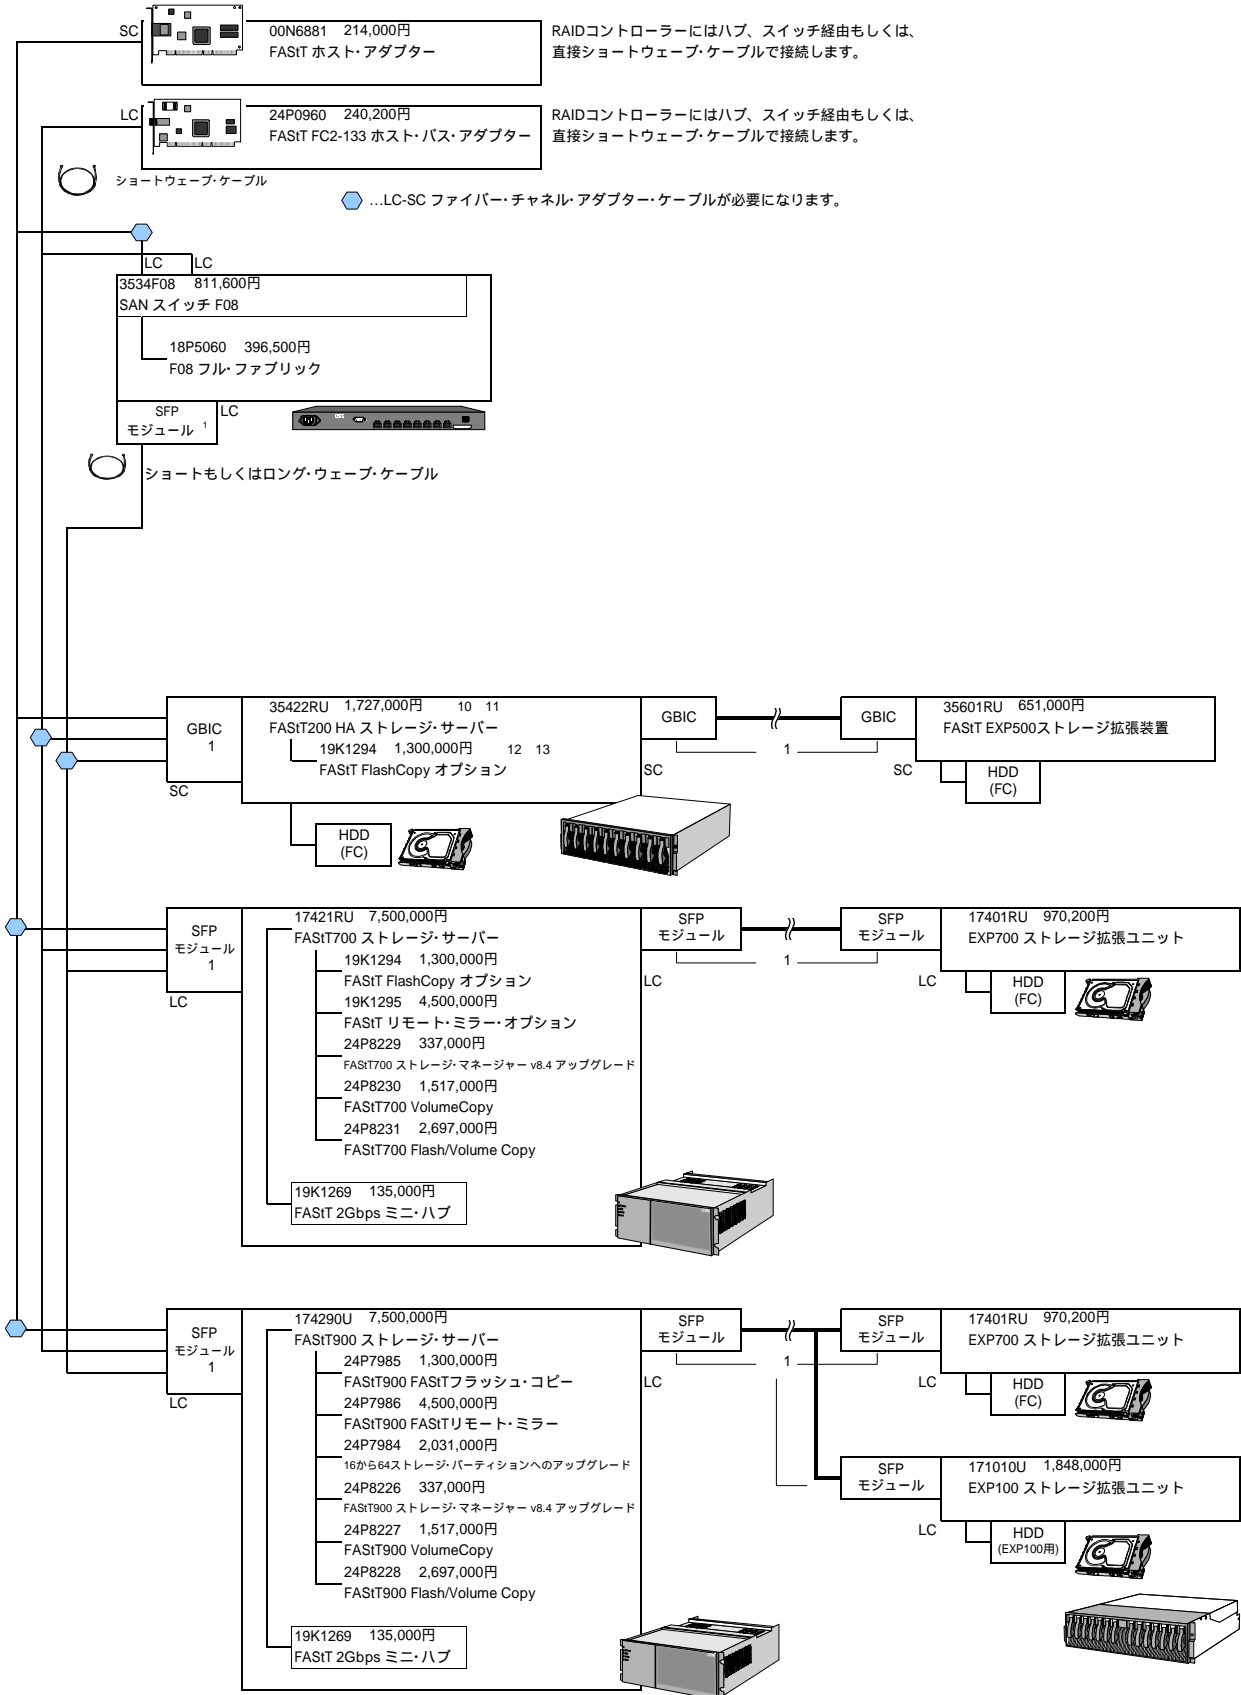 SC
00N6881 214,000円
FAStT ホスト・アダプター
RAIDコントローラーにはハブ、スイッチ経由もしくは、
直接ショートウェーブ・ケーブルで接続します。
LC
24P0960 240,200円
FAStT FC2-133 ホスト・バス・アダプター
RAIDコントローラーにはハブ、スイッチ経由もしくは、
直接ショートウェーブ・ケーブルで接続します。
ショートウェーブ・ケーブル
...LC-SC ファイバー・チャネル・アダプター・ケーブルが必要になります。
LC
LC
3534F08 811,600円
SAN スイッチ F08
18P5060 396,500円
F08 フル・ファブリック
SFP
モジュール 1
LC
ショートもしくはロング・ウェーブ・ケーブル
GBIC
1
SC
35422RU 1,727,000円 10 11
FAStT200 HA ストレージ・サーバー
19K1294 1,300,000円 12 13
FAStT FlashCopy オプション
HDD
(FC)
GBIC
SC
1
GBIC
SC
35601RU 651,000円
FAStT EXP500ストレージ拡張装置
HDD
(FC)
SFP
モジュール
1
LC
17421RU 7,500,000円
FAStT700 ストレージ・サーバー
19K1294 1,300,000円
FAStT FlashCopy オプション
19K1295 4,500,000円
FAStT リモート・ミラー・オプション
24P8229 337,000円
FAStT700 ストレージ・マネージャー v8.4 アップグレード
24P8230 1,517,000円
FAStT700 VolumeCopy
24P8231 2,697,000円
FAStT700 Flash/Volume Copy
19K1269 135,000円
FAStT 2Gbps ミニ・ハブ
SFP
モジュール
LC
1
SFP
モジュール
LC
17401RU 970,200円
EXP700 ストレージ拡張ユニット
HDD
(FC)
SFP
モジュール
1
LC
174290U 7,500,000円
FAStT900 ストレージ・サーバー
24P7985 1,300,000円
FAStT900 FAStTフラッシュ・コピー
24P7986 4,500,000円
FAStT900 FAStTリモート・ミラー
24P7984 2,031,000円
16から64ストレージ・パーティションへのアップグレード
24P8226 337,000円
FAStT900 ストレージ・マネージャー v8.4 アップグレード
24P8227 1,517,000円
FAStT900 VolumeCopy
24P8228 2,697,000円
FAStT900 Flash/Volume Copy
19K1269 135,000円
FAStT 2Gbps ミニ・ハブ
SFP
モジュール
LC
1
SFP
モジュール
LC
17401RU 970,200円
EXP700 ストレージ拡張ユニット
HDD
(FC)
SFP
モジュール
LC
171010U 1,848,000円
EXP100 ストレージ拡張ユニット
HDD
(EXP100用)